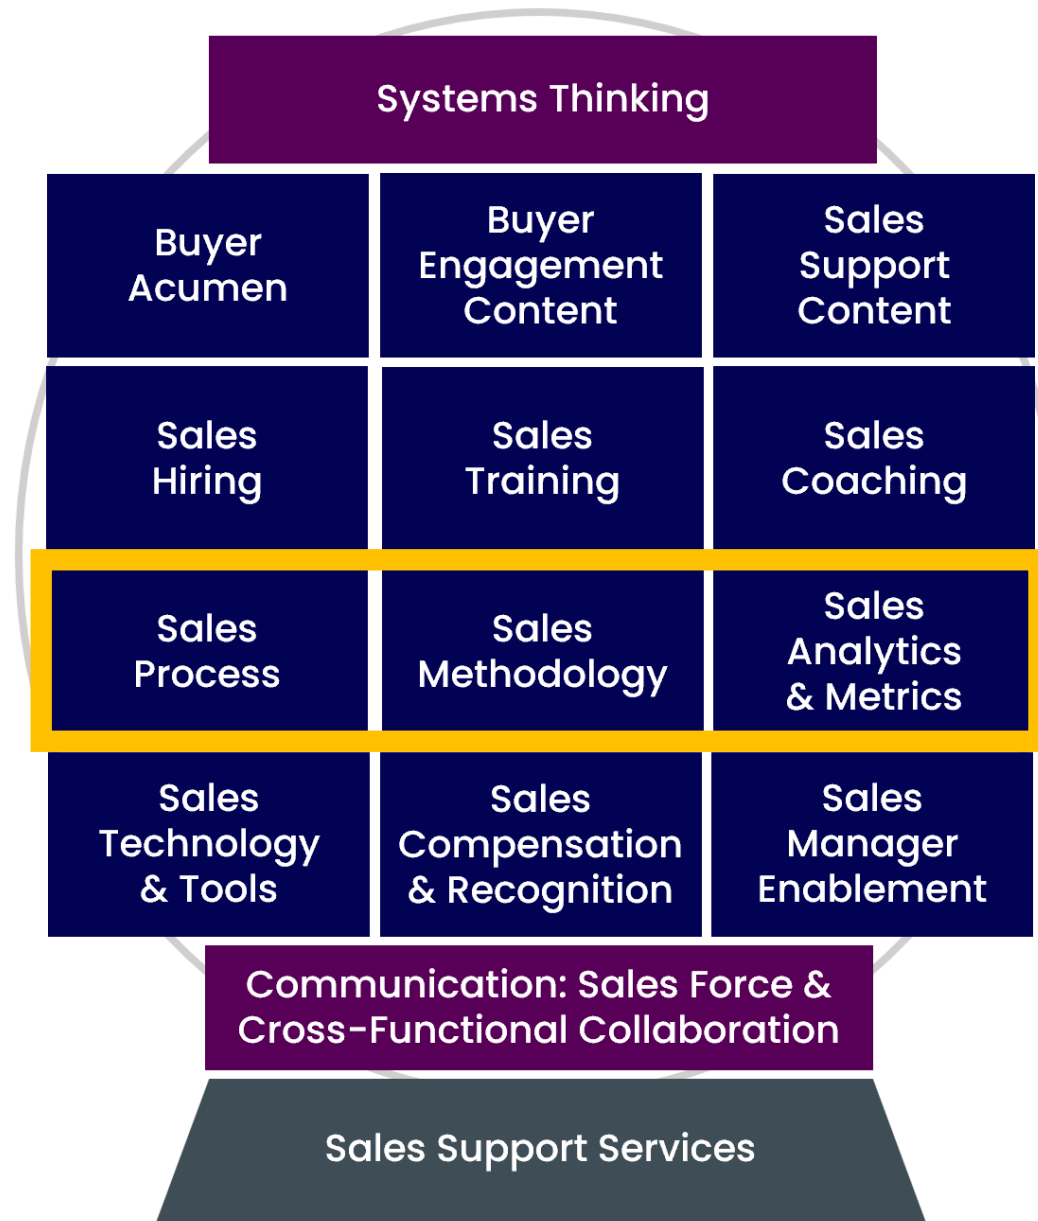 Systems Thinking
Buyer
Acumen
Buyer
Engagement
Content
Sales
Support
Content
Sales
Hiring
Sales
Training
Sales
Coaching
Sales
Process
Sales
Methodology
Sales
Analytics
& Metrics
Sales
Technology
& Tools
Sales
Compensation
& Recognition
Sales
Manager
Enablement
Communication: Sales Force &
Cross-Functional Collaboration
Sales Support Services